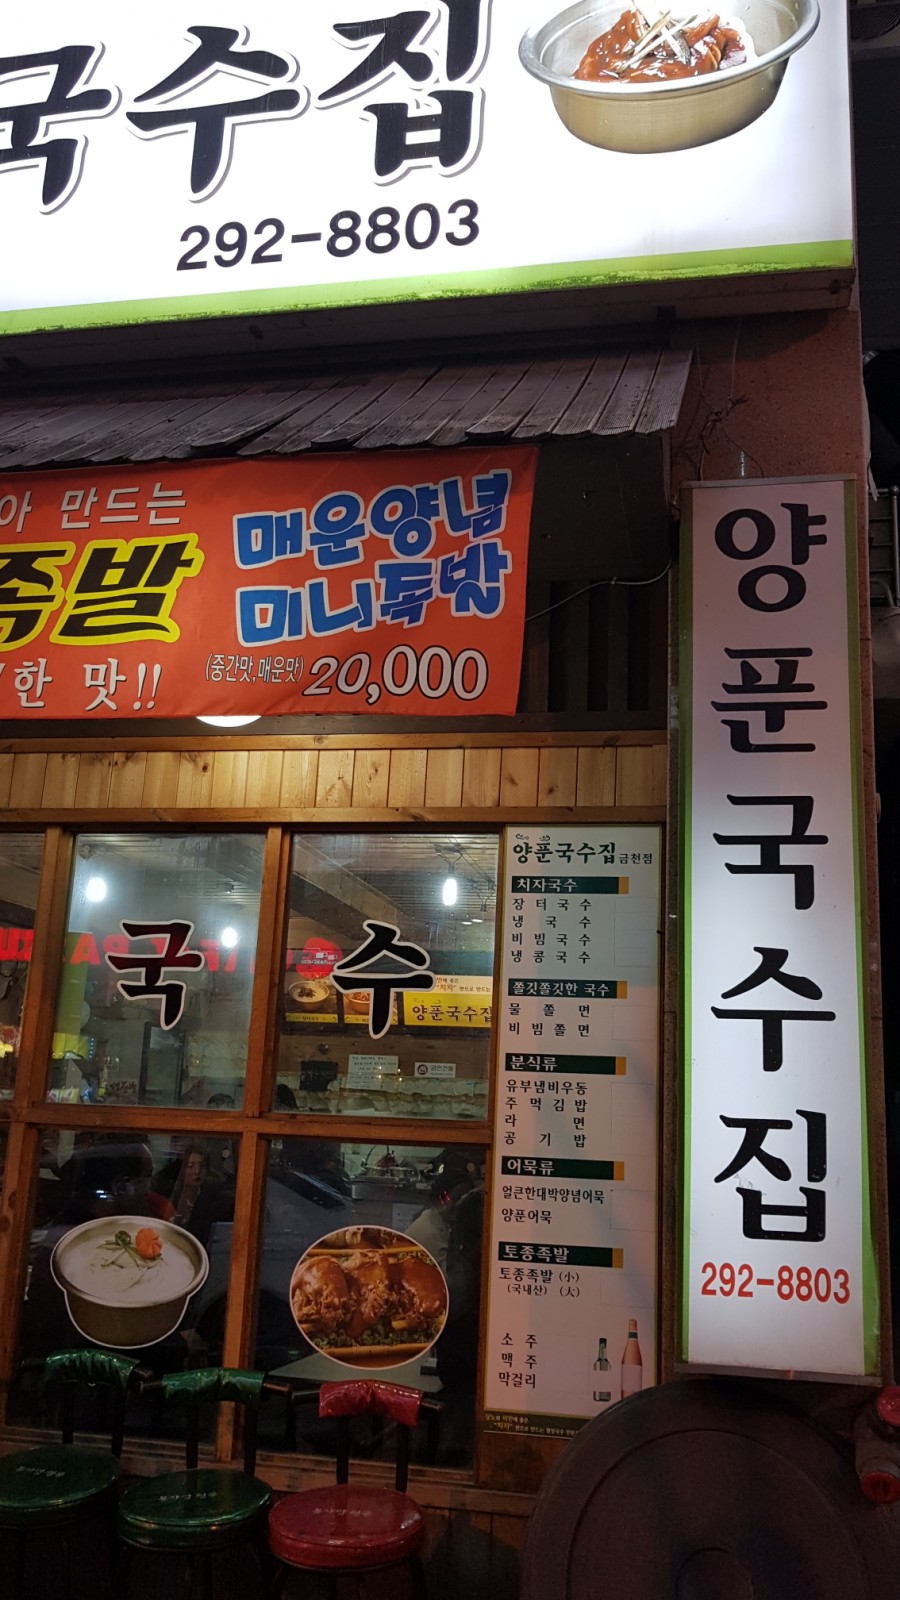 국수집
292-8803
아 만드는
족발
한 맛!!
매운양념
미니족발
(중간맛,매운맛) 20,000
양푼국수집
292-8803
국수
양푼국수집
양푼국수집 금천점
치자국수
장터국수
냉국수
비빔국수
냉콩국수
쫄깃쫄깃한 국수
물쫄면
비빔쫄면
분식류
유부냄비우동
주먹김밥
라면
공기밥
어묵류
얼큰한대박양념어묵
양푼어묵
토종족발
토종족발 (小)
(국내산) (大)
소주
맥주
막걸리